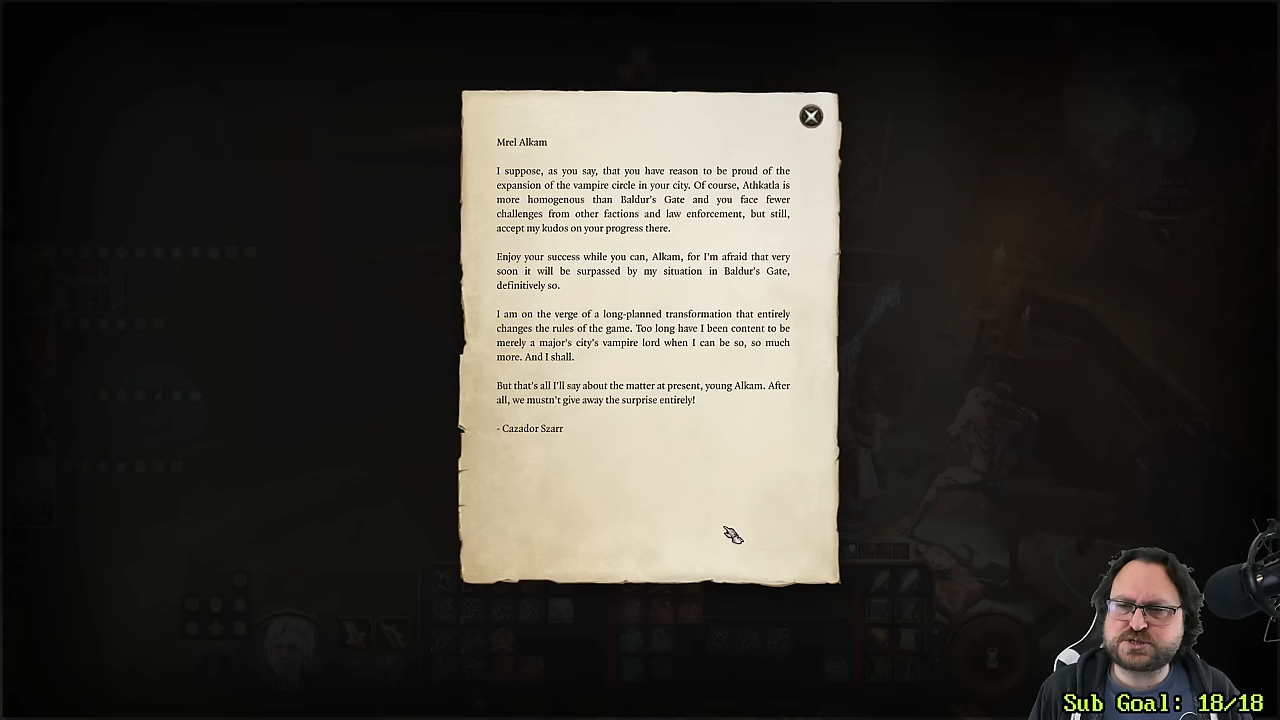 Mrel Alkam
I suppose, as you say, that you have reason to be proud of the
expansion of the vampire circle in your city. Of course, Athkatla is
more homogenous than Baldur's Gate and you face fewer
challenges from other factions and law enforcement, but still,
accept my kudos on your progress there.
Enjoy your success while you can, Alkam, for I'm afraid that very
soon it will be surpassed by my situation in Baldur's Gate,
definitively so.
I am on the verge of a long-planned transformation that entirely
changes the rules of the game. Too long have I been content to be
merely a major's city's vampire lord when I can be so, so much
more. And I shall.
But that's all I'll say about the matter at present, young Alkam. After
all, we mustn't give away the surprise entirely!
- Cazador Szarr
Sub Goal: 18/18